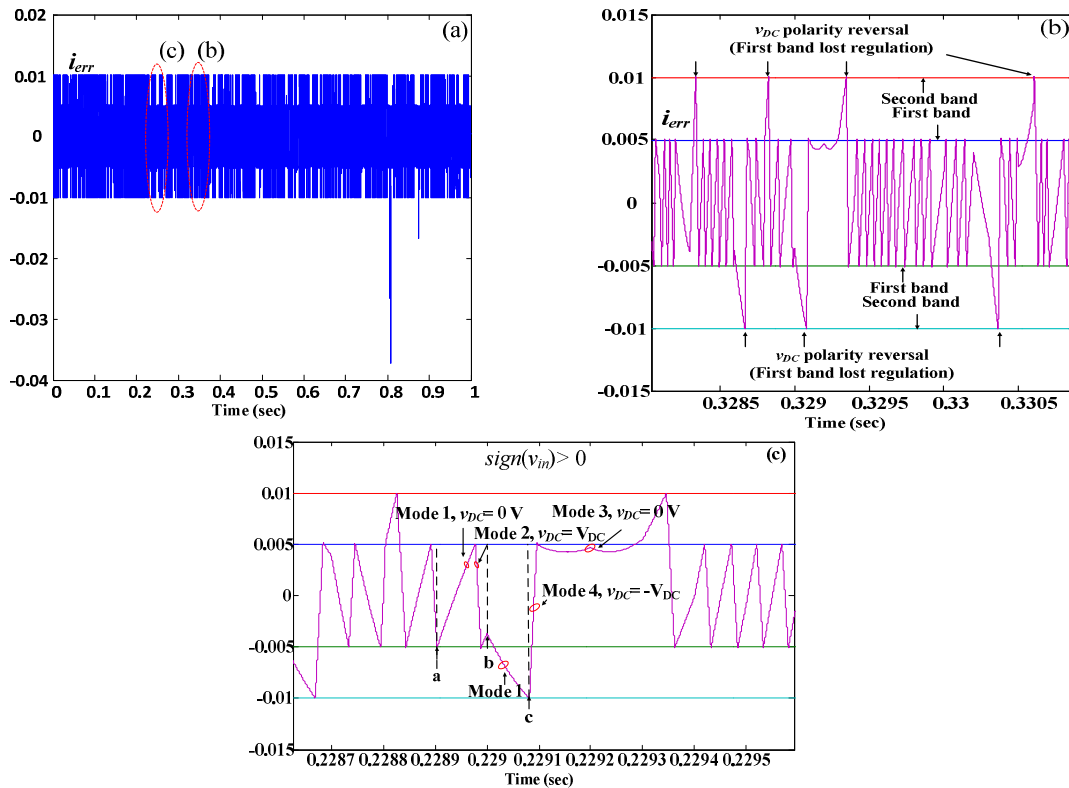 (a)
(c) (b)
i_err
0.01
0.02
0
-0.01
-0.02
-0.03
-0.04
0.0 0.1 0.2 0.3 0.4 0.5 0.6 0.7 0.8 0.9 1
Time (sec)
(b)
0.015
v_DC polarity reversal
(First band lost regulation)
0.01
Second band
First band
i_err
0.005
0
-0.005
First band
Second band
-0.01
v_DC polarity reversal
(First band lost regulation)
-0.015
0.3285 0.329 0.3295 0.33 0.3305
Time (sec)
(c)
0.015
sign(v_in)> 0
0.01
Mode 1, v_DC= 0 V
Mode 3, v_DC= 0 V
Mode 2, v_DC= V_DC
0.005
0
Mode 4, v_DC= -V_DC
-0.005
a
b
Mode 1
-0.01
c
-0.015
0.2287 0.2288 0.2289 0.229 0.2291 0.2292 0.2293 0.2294 0.2295
Time (sec)